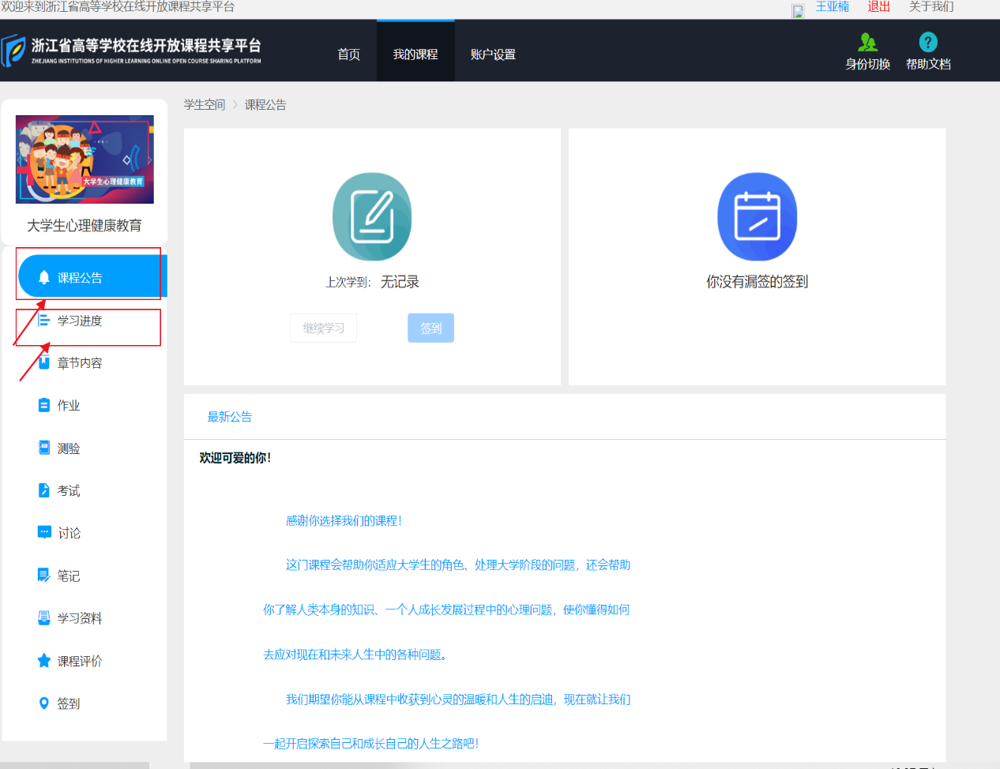 欢迎来到浙江省高等学校在线开放课程共享平台
王亚楠 退出 关于我们
浙江省高等学校在线开放课程共享平台
ZHEJIANG INSTITUTIONS OF HIGHER LEARNING ONLINE OPEN COURSE SHARING PLATFORM
首页 我的课程 账户设置
身份切换 帮助文档
学生空间 > 课程公告
大学生心理健康教育
大学生心理健康教育
课程公告
学习进度
章节内容
作业
测验
考试
讨论
笔记
学习资料
课程评价
签到
上次学到： 无记录
继续学习 签到
你没有漏签的签到
最新公告
欢迎可爱的你！
感谢你选择我们的课程！
这门课程会帮助你适应大学生的角色、处理大学阶段的问题，还会帮助
你了解人类本身的知识、一个人成长发展过程中的心理问题，使你懂得如何
去应对现在和未来人生中的各种问题。
我们期望你能从课程中收获到心灵的温暖和人生的启迪，现在就让我们
一起开启探索自己和成长自己的人生之路吧！